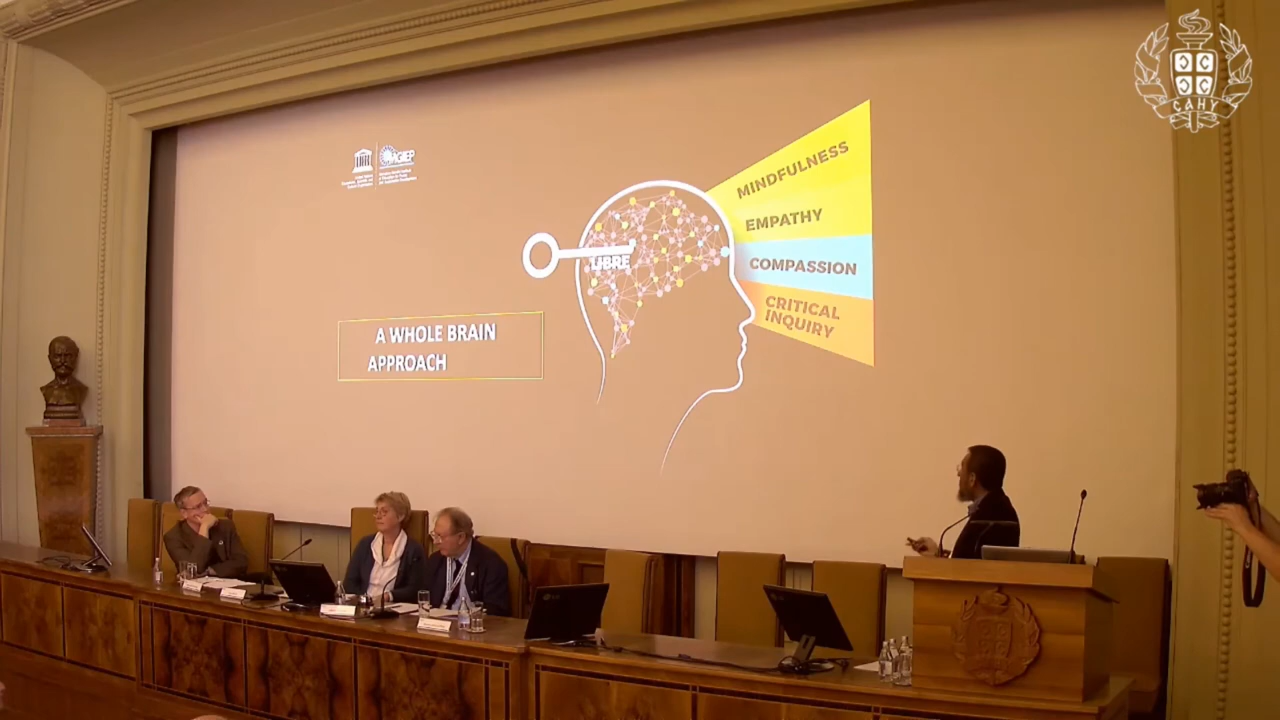 MGIEP
MINDFULNESS
EMPATHY
COMPASSION
CRITICAL
INQUIRY
LIBRE
A WHOLE BRAIN
APPROACH
САНУ